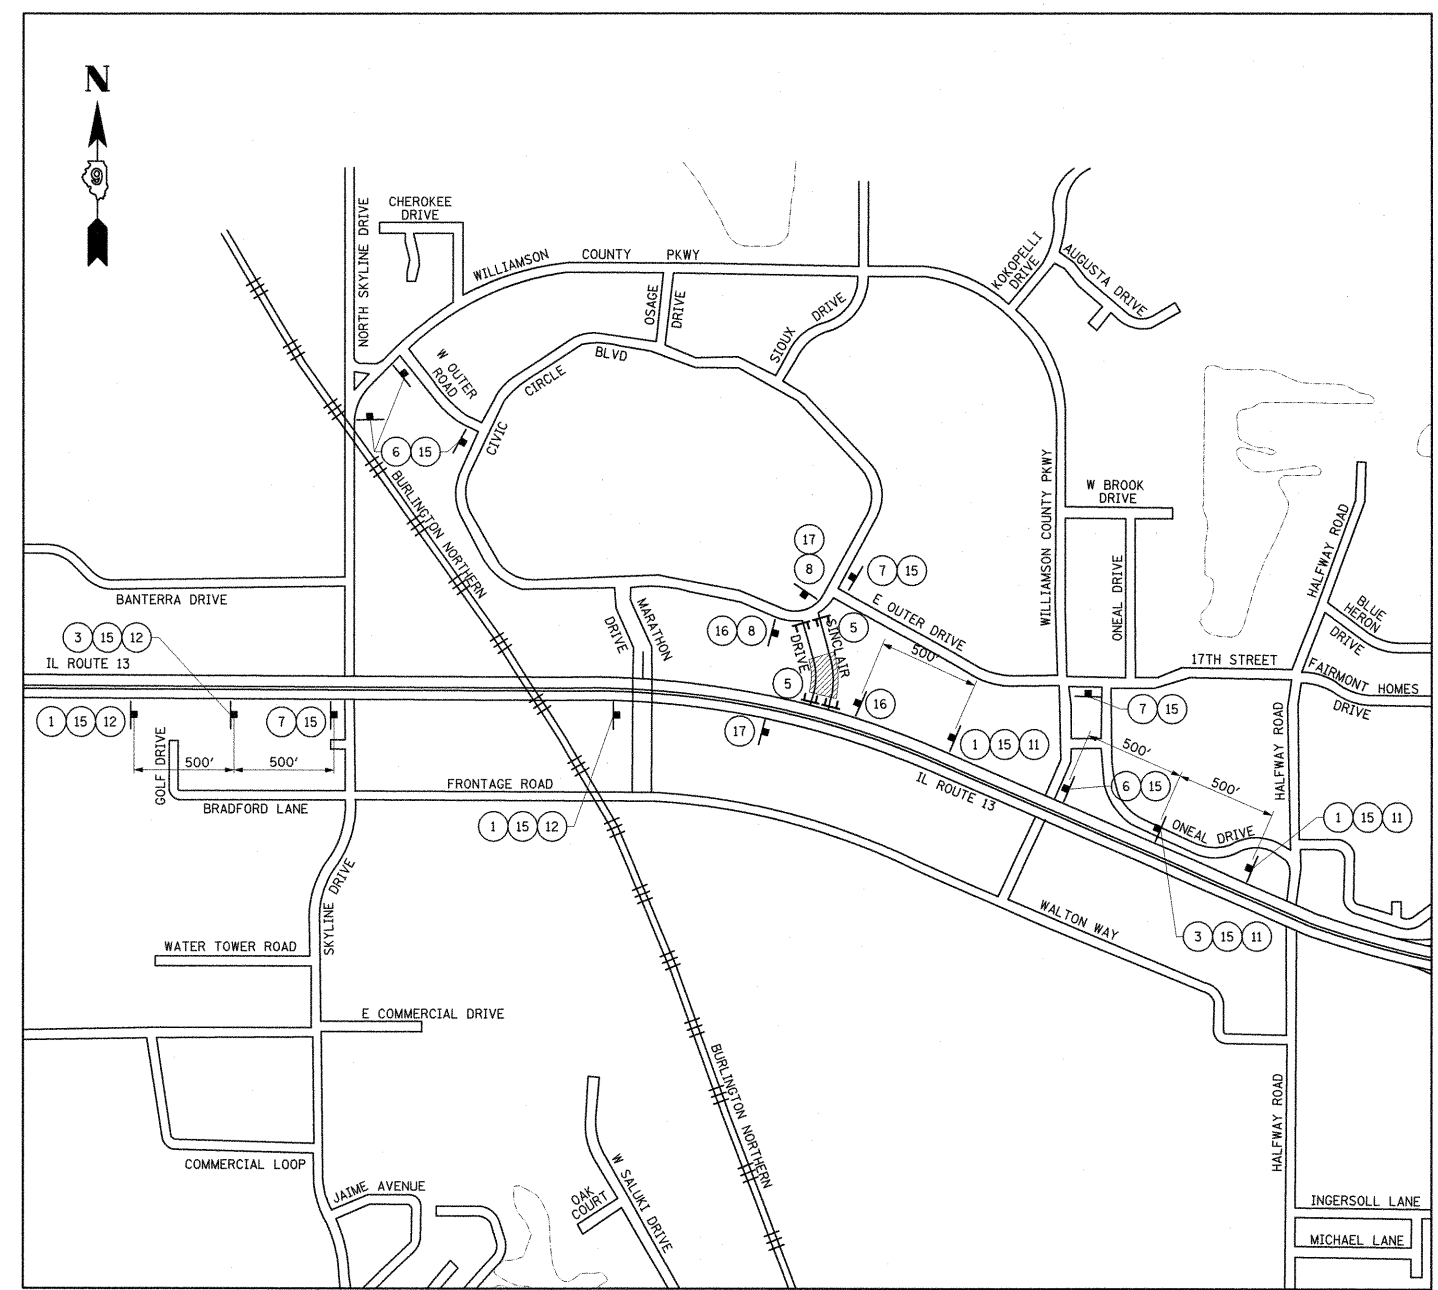 N
9
CHEROKEE
DRIVE
NORTH SKYLINE DRIVE
WILLIAMSON COUNTY PKWY
OSAGE
DRIVE
SIOUX DRIVE
KOKOPELLI
DRIVE
AUGUSTA DRIVE
W OUTER
ROAD
CIVIC CIRCLE BLVD
6 15
BURLINGTON NORTHERN
WILLIAMSON COUNTY PKWY
W BROOK
DRIVE
ONEAL DRIVE
HALFWAY ROAD
BLUE
HERON
DRIVE
17
8
7 15
E OUTER DRIVE
BANTERRA DRIVE
MARATHON
DRIVE
16 8
5
SINCLAIR
DRIVE
5
500'
16
17TH STREET
FAIRMONT HOMES
DRIVE
3 15 12
IL ROUTE 13
1 15 12
7 15
17
1 15 11
7 15
500'
500'
GOLF DRIVE
500'
500'
BRADFORD LANE
FRONTAGE ROAD
IL ROUTE 13
6 15
HALFWAY ROAD
1 15 12
ONEAL DRIVE
1 15 11
SKYLINE DRIVE
WALTON WAY
3 15 11
WATER TOWER ROAD
E COMMERCIAL DRIVE
BURLINGTON NORTHERN
HALFWAY ROAD
COMMERCIAL LOOP
JAIME AVENUE
OAK
COURT
W SALUKI DRIVE
INGERSOLL LANE
MICHAEL LANE